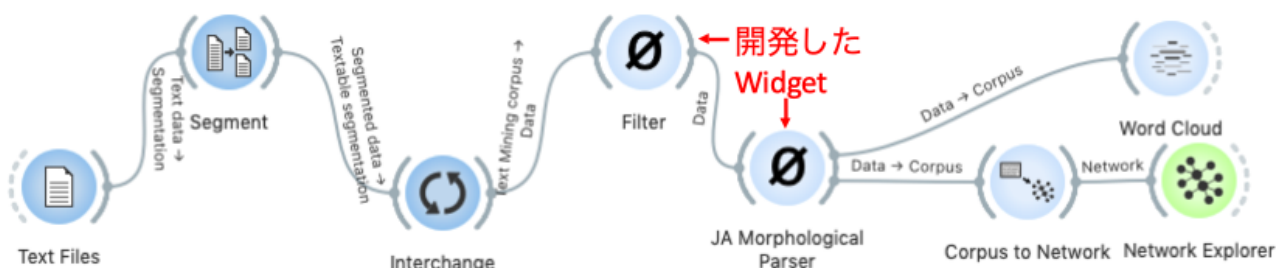 Text Files
Text data →
Segmentation
Segment
Segmented data →
Textable segmentation
Interchange
Text Mining corpus →
Data
Filter
← 開発した
Widget
↓
Data
JA Morphological
Parser
Data → Corpus
Word Cloud
Data → Corpus
Corpus to Network
Network
Network Explorer